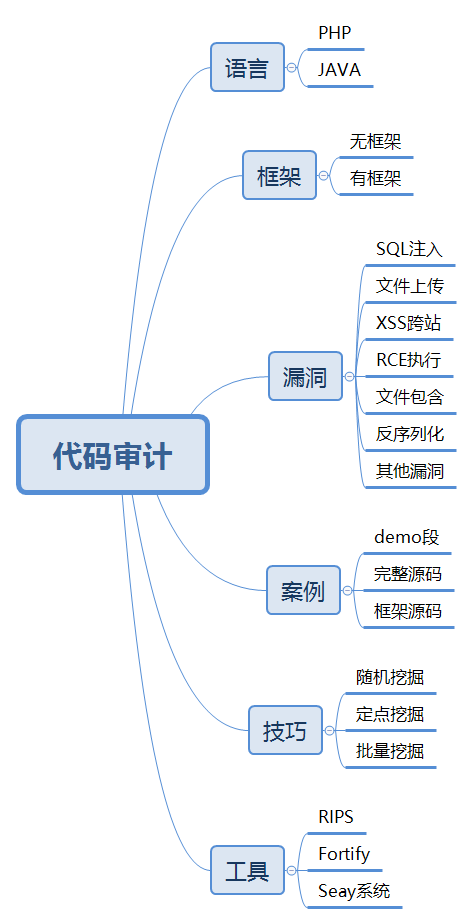 PHP
JAVA
语言
无框架
有框架
框架
SQL注入
文件上传
XSS跨站
RCE执行
文件包含
反序列化
其他漏洞
漏洞
代码审计
demo段
完整源码
框架源码
案例
随机挖掘
定点挖掘
批量挖掘
技巧
RIPS
Fortify
Seay系统
工具